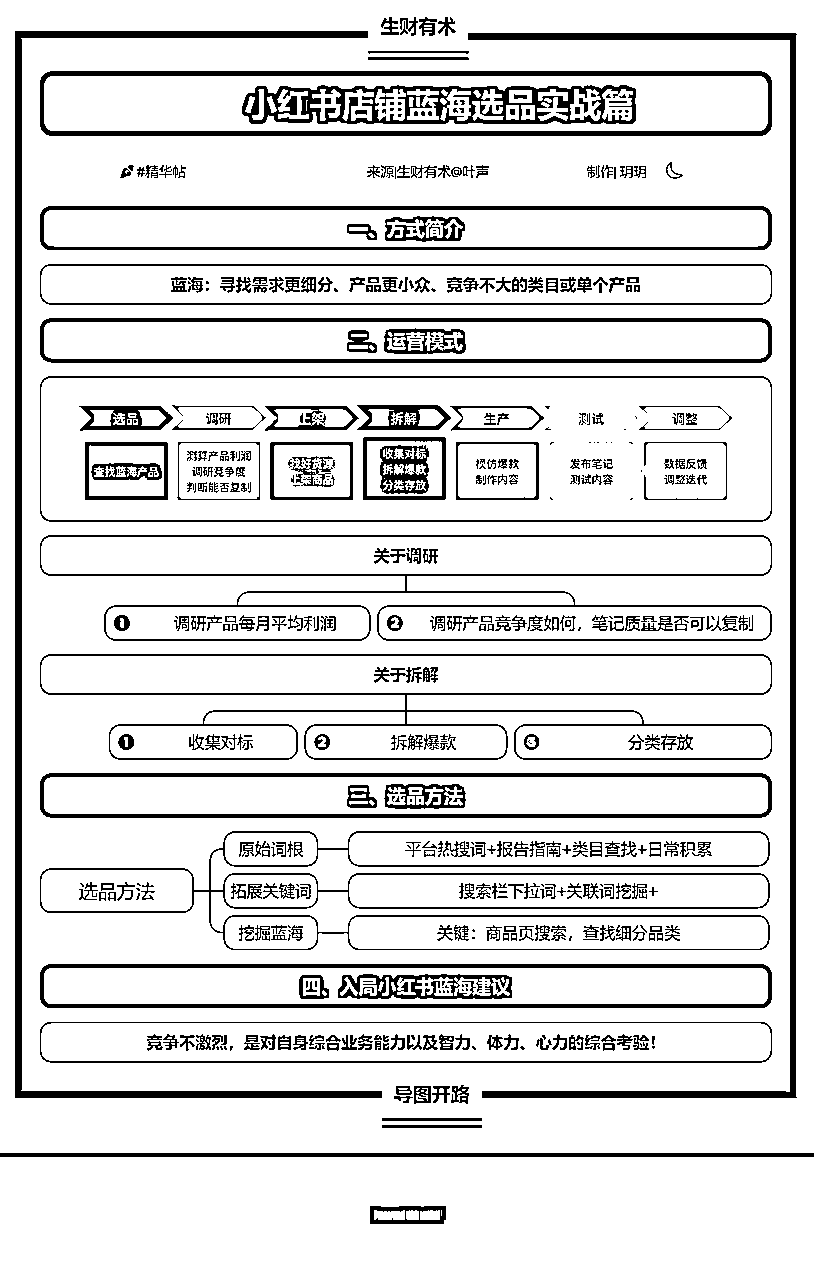 生财有术
小红书店铺蓝海选品实战篇
#精华帖
来源|生财有术@叶声
制作| 玥玥
一、方式简介
蓝海：寻找需求更细分、产品更小众、竞争不大的类目或单个产品
二、运营模式
选品
调研
上架
拆解
生产
测试
调整
查找蓝海产品
测算产品利润
调研竞争度
判断能否复制
找好货源
上架商品
收集对标
拆解爆款
分类存放
模仿爆款
制作内容
发布笔记
测试内容
数据反馈
调整迭代
关于调研
1 调研产品每月平均利润
2 调研产品竞争度如何，笔记质量是否可以复制
关于拆解
1 收集对标
2 拆解爆款
3 分类存放
三、选品方法
选品方法
原始词根
平台热搜词+报告指南+类目查找+日常积累
拓展关键词
搜索栏下拉词+关联词挖掘+
挖掘蓝海
关键：商品页搜索，查找细分品类
四、入局小红书蓝海建议
竞争不激烈，是对自身综合业务能力以及智力、体力、心力的综合考验！
导图开路